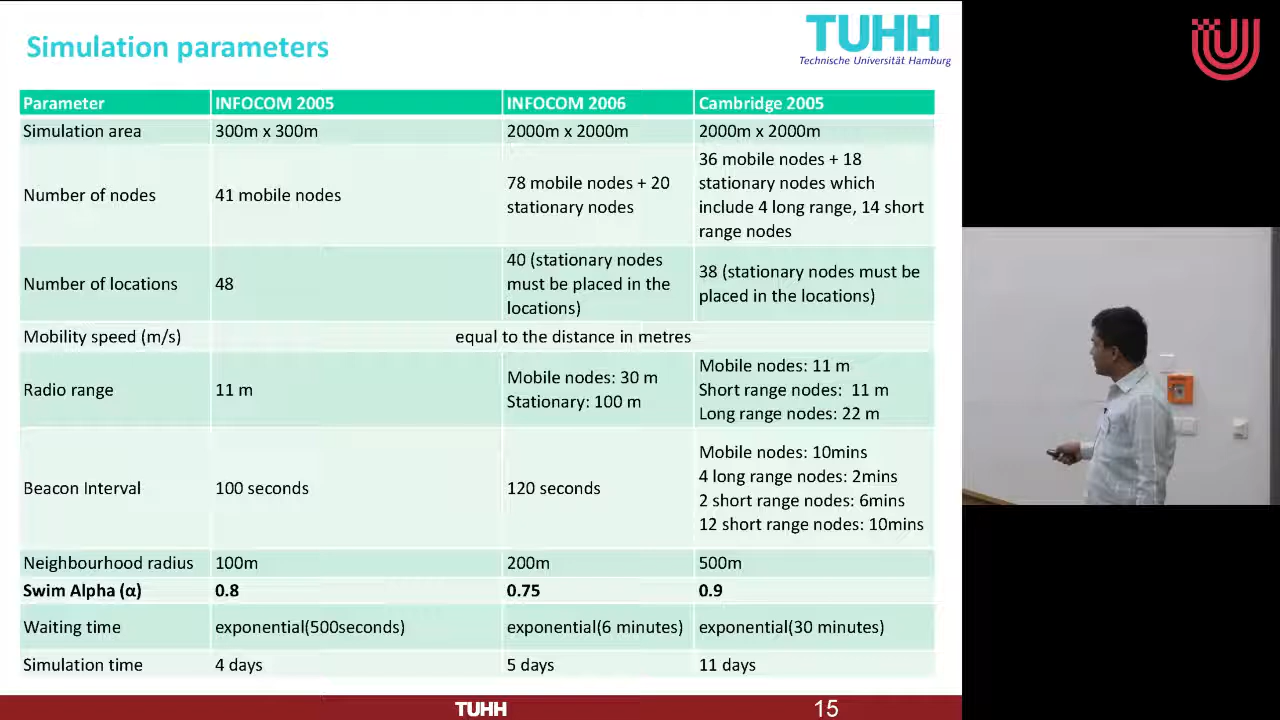 Simulation parameters
TUHH
Technische Universität Hamburg
Parameter INFOCOM 2005 INFOCOM 2006 Cambridge 2005
Simulation area 300m x 300m 2000m x 2000m 2000m x 2000m
Number of nodes 41 mobile nodes
78 mobile nodes + 20
stationary nodes
36 mobile nodes + 18
stationary nodes which
include 4 long range, 14 short
range nodes
Number of locations 48
40 (stationary nodes
must be placed in the
locations)
38 (stationary nodes must be
placed in the locations)
Mobility speed (m/s) equal to the distance in metres
Radio range 11 m
Mobile nodes: 30 m
Stationary: 100 m
Mobile nodes: 11 m
Short range nodes: 11 m
Long range nodes: 22 m
Beacon Interval 100 seconds 120 seconds
Mobile nodes: 10mins
4 long range nodes: 2mins
2 short range nodes: 6mins
12 short range nodes: 10mins
Neighbourhood radius 100m 200m 500m
Swim Alpha (α) 0.8 0.75 0.9
Waiting time exponential(500seconds) exponential(6 minutes) exponential(30 minutes)
Simulation time 4 days 5 days 11 days
TUHH 15